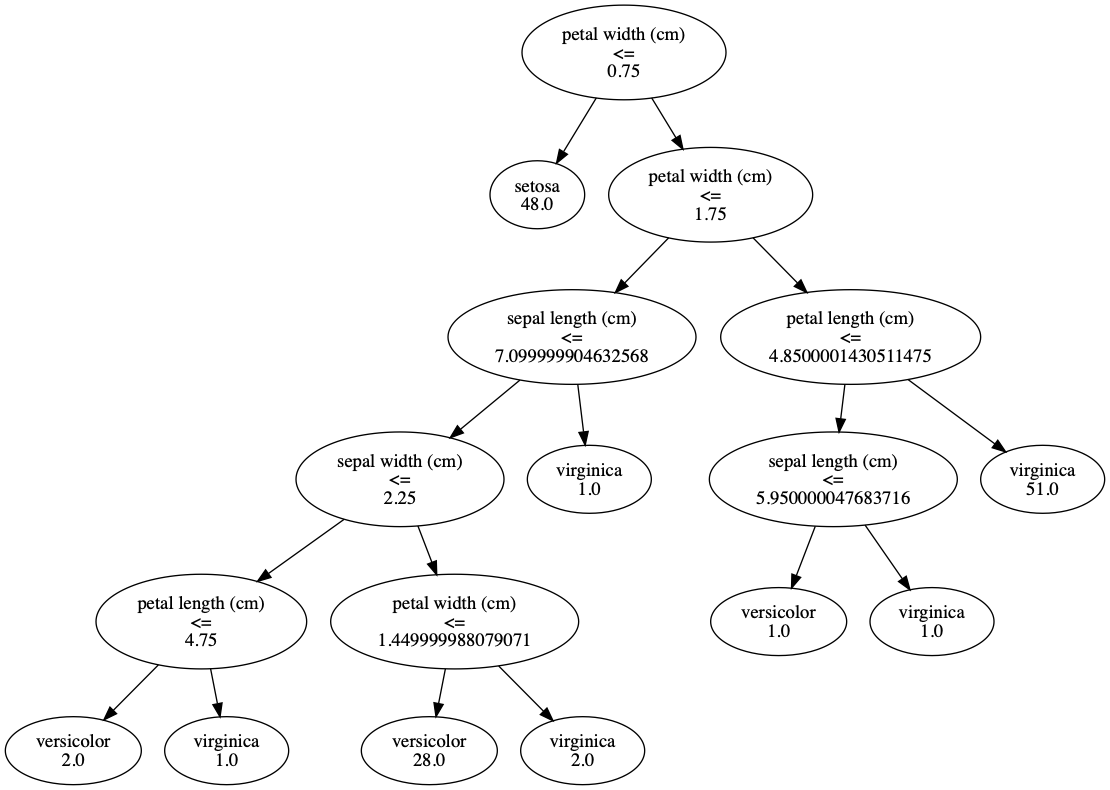 petal width (cm)
<=
0.75
setosa
48.0
petal width (cm)
<=
1.75
sepal length (cm)
<=
7.099999904632568
petal length (cm)
<=
4.8500001430511475
sepal width (cm)
<=
2.25
virginica
1.0
sepal length (cm)
<=
5.950000047683716
virginica
51.0
petal length (cm)
<=
4.75
petal width (cm)
<=
1.449999988079071
versicolor
1.0
virginica
1.0
versicolor
2.0
virginica
1.0
versicolor
28.0
virginica
2.0